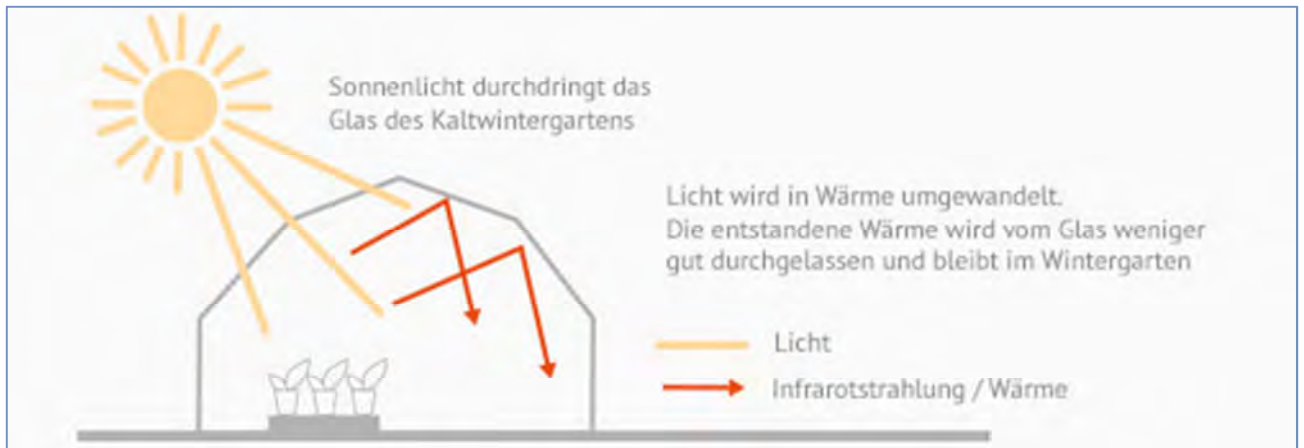 Sonnenlicht durchdringt das
Glas des Kaltwintergartens
Licht wird in Wärme umgewandelt.
Die entstandene Wärme wird vom Glas weniger
gut durchgelassen und bleibt im Wintergarten
Licht
Infrarotstrahlung / Wärme